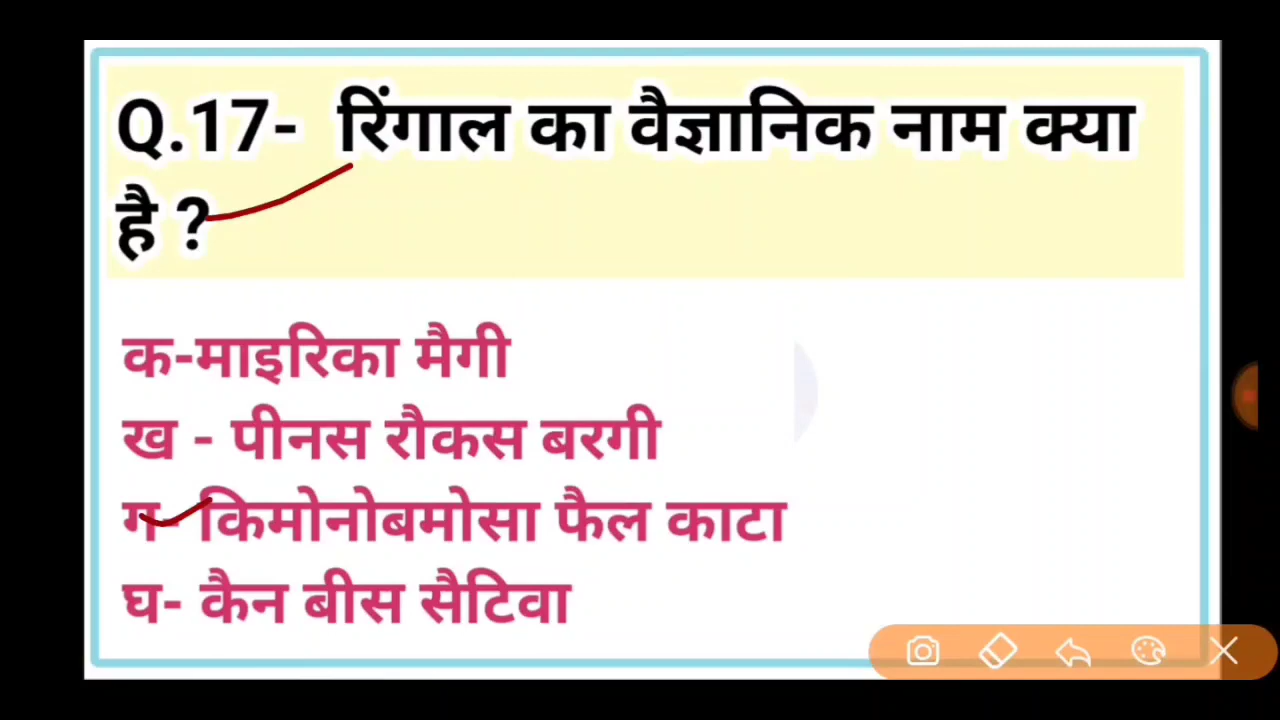 Q.17- रिंगाल का वैज्ञानिक नाम क्या
है ?
क-माइरिका मैगी
ख - पीनस रौकस बरगी
ग- किमोनोबमोसा फैल काटा
घ- कैन बीस सैटिवा